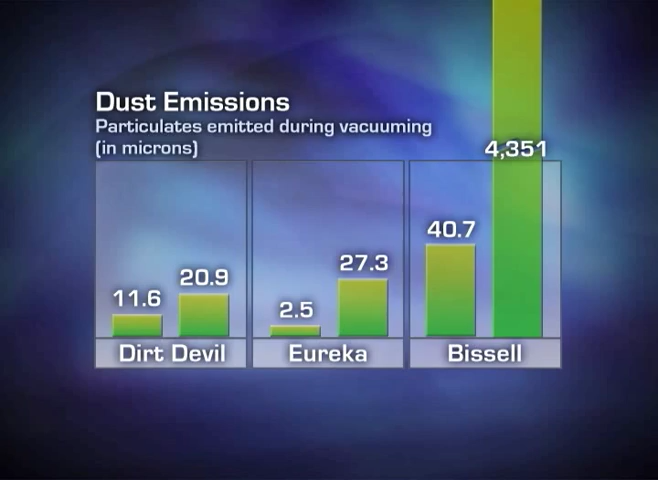 Dust Emissions
Particulates emitted during vacuuming
(in microns)
4,351
40.7
27.3
20.9
11.6
2.5
Dirt Devil
Eureka
Bissell